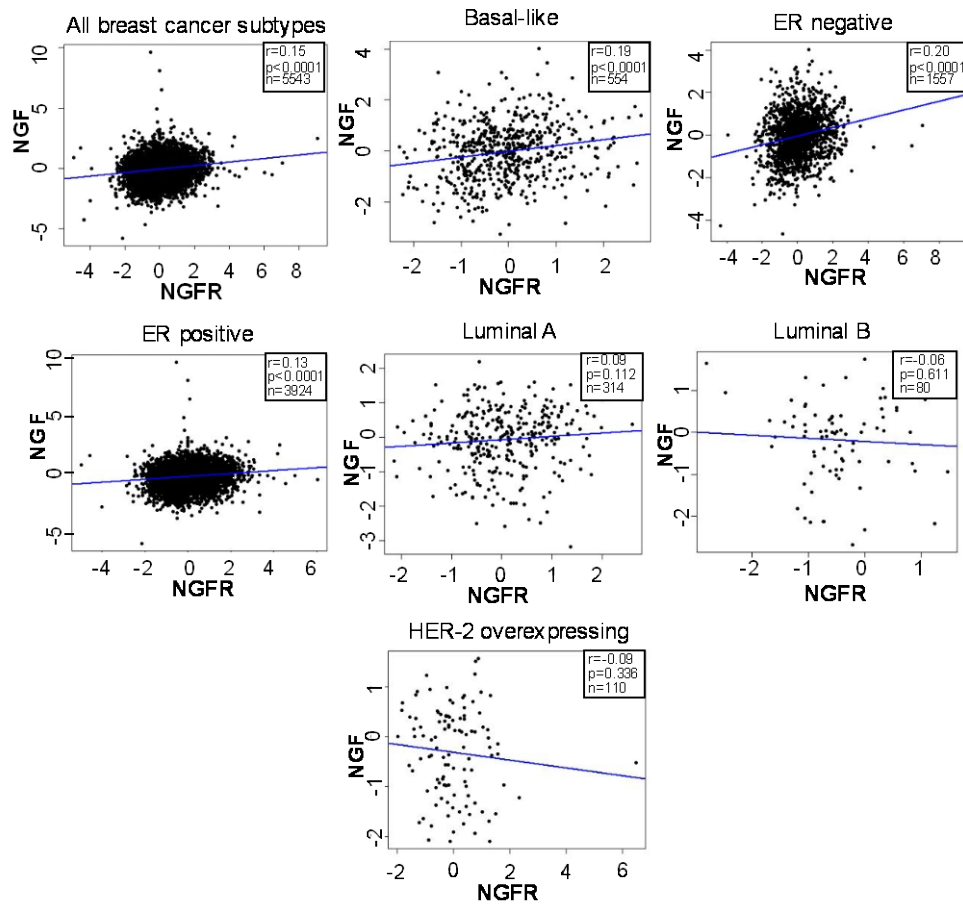 All breast cancer subtypes
r=0.15
p<0.0001
n=5543
NGF
10
5
0
-5
-4 -2 0 2 4 6 8
NGFR
Basal-like
r=0.19
p<0.0001
n=554
NGF
4
2
0
-2
-2 -1 0 1 2
NGFR
ER negative
r=0.20
p<0.0001
n=1557
NGF
4
2
0
-2
-4
-4 -2 0 2 4 6 8
NGFR
ER positive
r=0.13
p<0.0001
n=3924
NGF
10
5
0
-5
-4 -2 0 2 4 6
NGFR
Luminal A
r=0.09
p=0.112
n=314
NGF
2
1
0
-1
-2
-3
-2 -1 0 1 2
NGFR
Luminal B
r=-0.06
p=0.611
n=80
NGF
1
0
-1
-2
-2 -1 0 1
NGFR
HER-2 overexpressing
r=-0.09
p=0.336
n=110
NGF
1
0
-1
-2
-2 0 2 4 6
NGFR